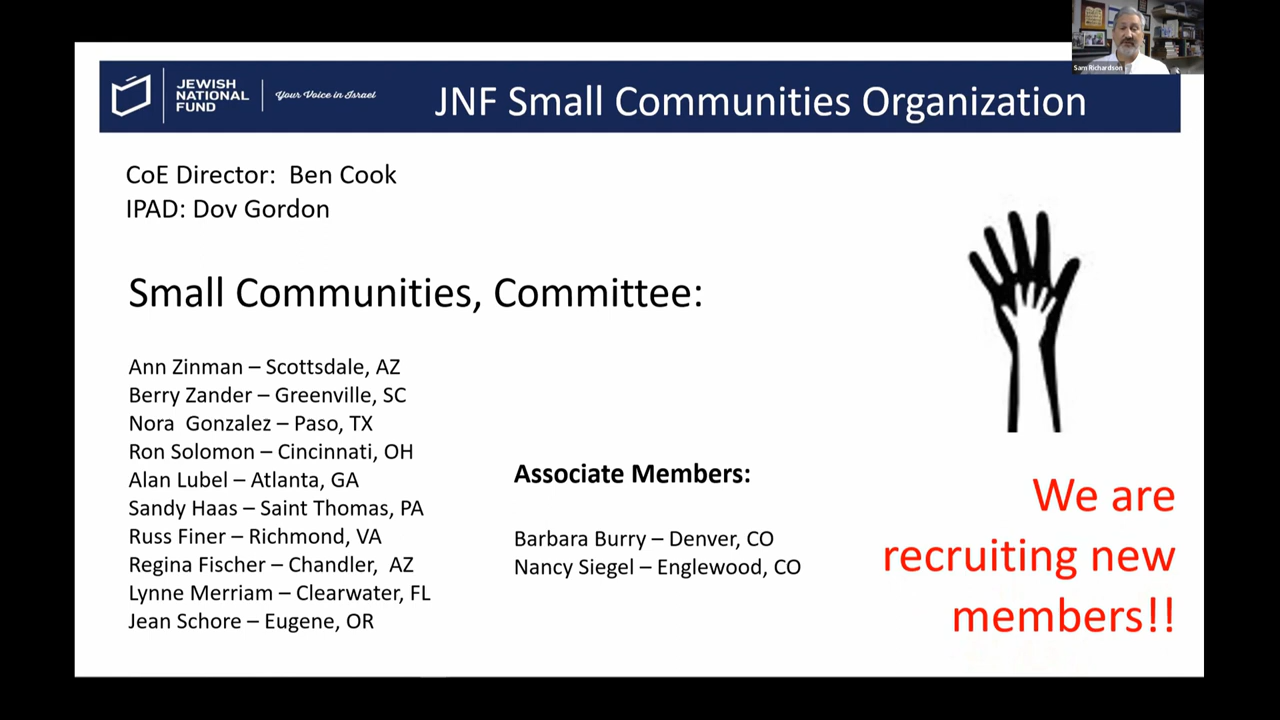 Sam Richardson
JEWISH
NATIONAL
FUND
Your Voice in Israel
JNF Small Communities Organization
CoE Director:  Ben Cook
IPAD: Dov Gordon
Small Communities, Committee:
Ann Zinman – Scottsdale, AZ
Berry Zander – Greenville, SC
Nora  Gonzalez – Paso, TX
Ron Solomon – Cincinnati, OH
Alan Lubel – Atlanta, GA
Sandy Haas – Saint Thomas, PA
Russ Finer – Richmond, VA
Regina Fischer – Chandler,  AZ
Lynne Merriam – Clearwater, FL
Jean Schore – Eugene, OR
Associate Members:
Barbara Burry – Denver, CO
Nancy Siegel – Englewood, CO
We are
recruiting new
members!!